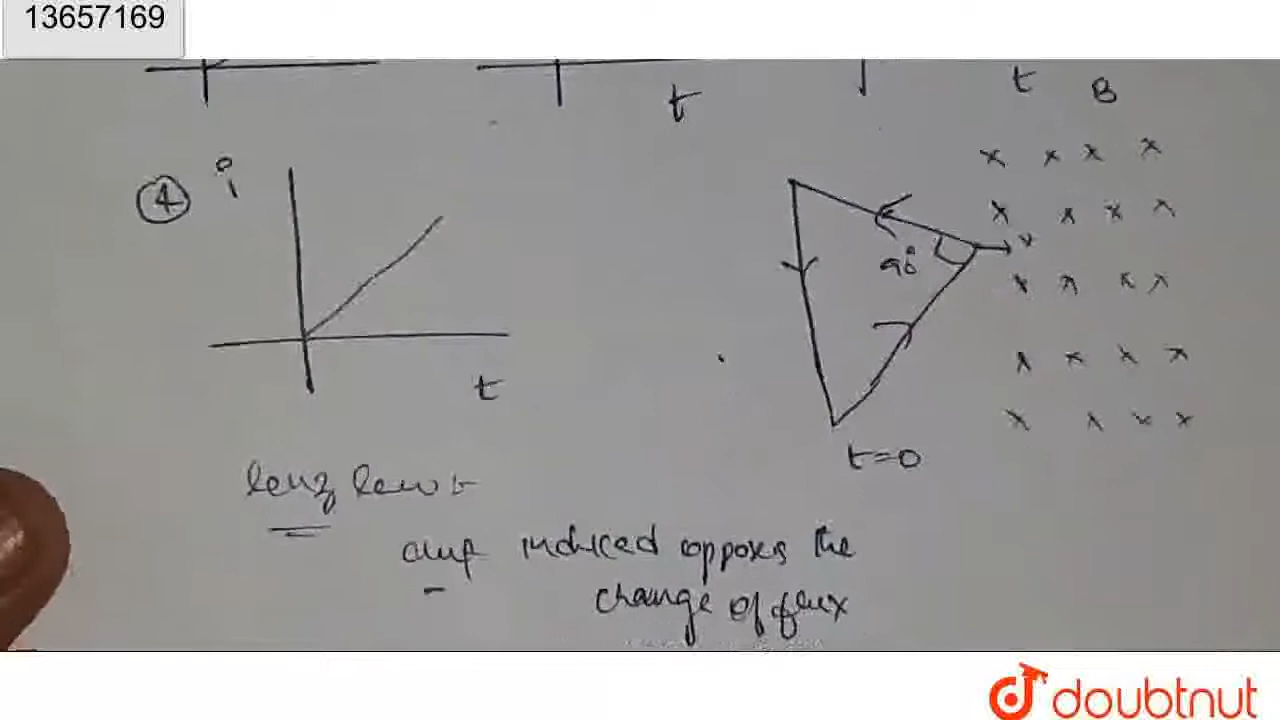 13657169
t
t
B
④ i
90°
v
t
t=0
lenz law :-
emf induced opposes the
change of flux
doubtnut